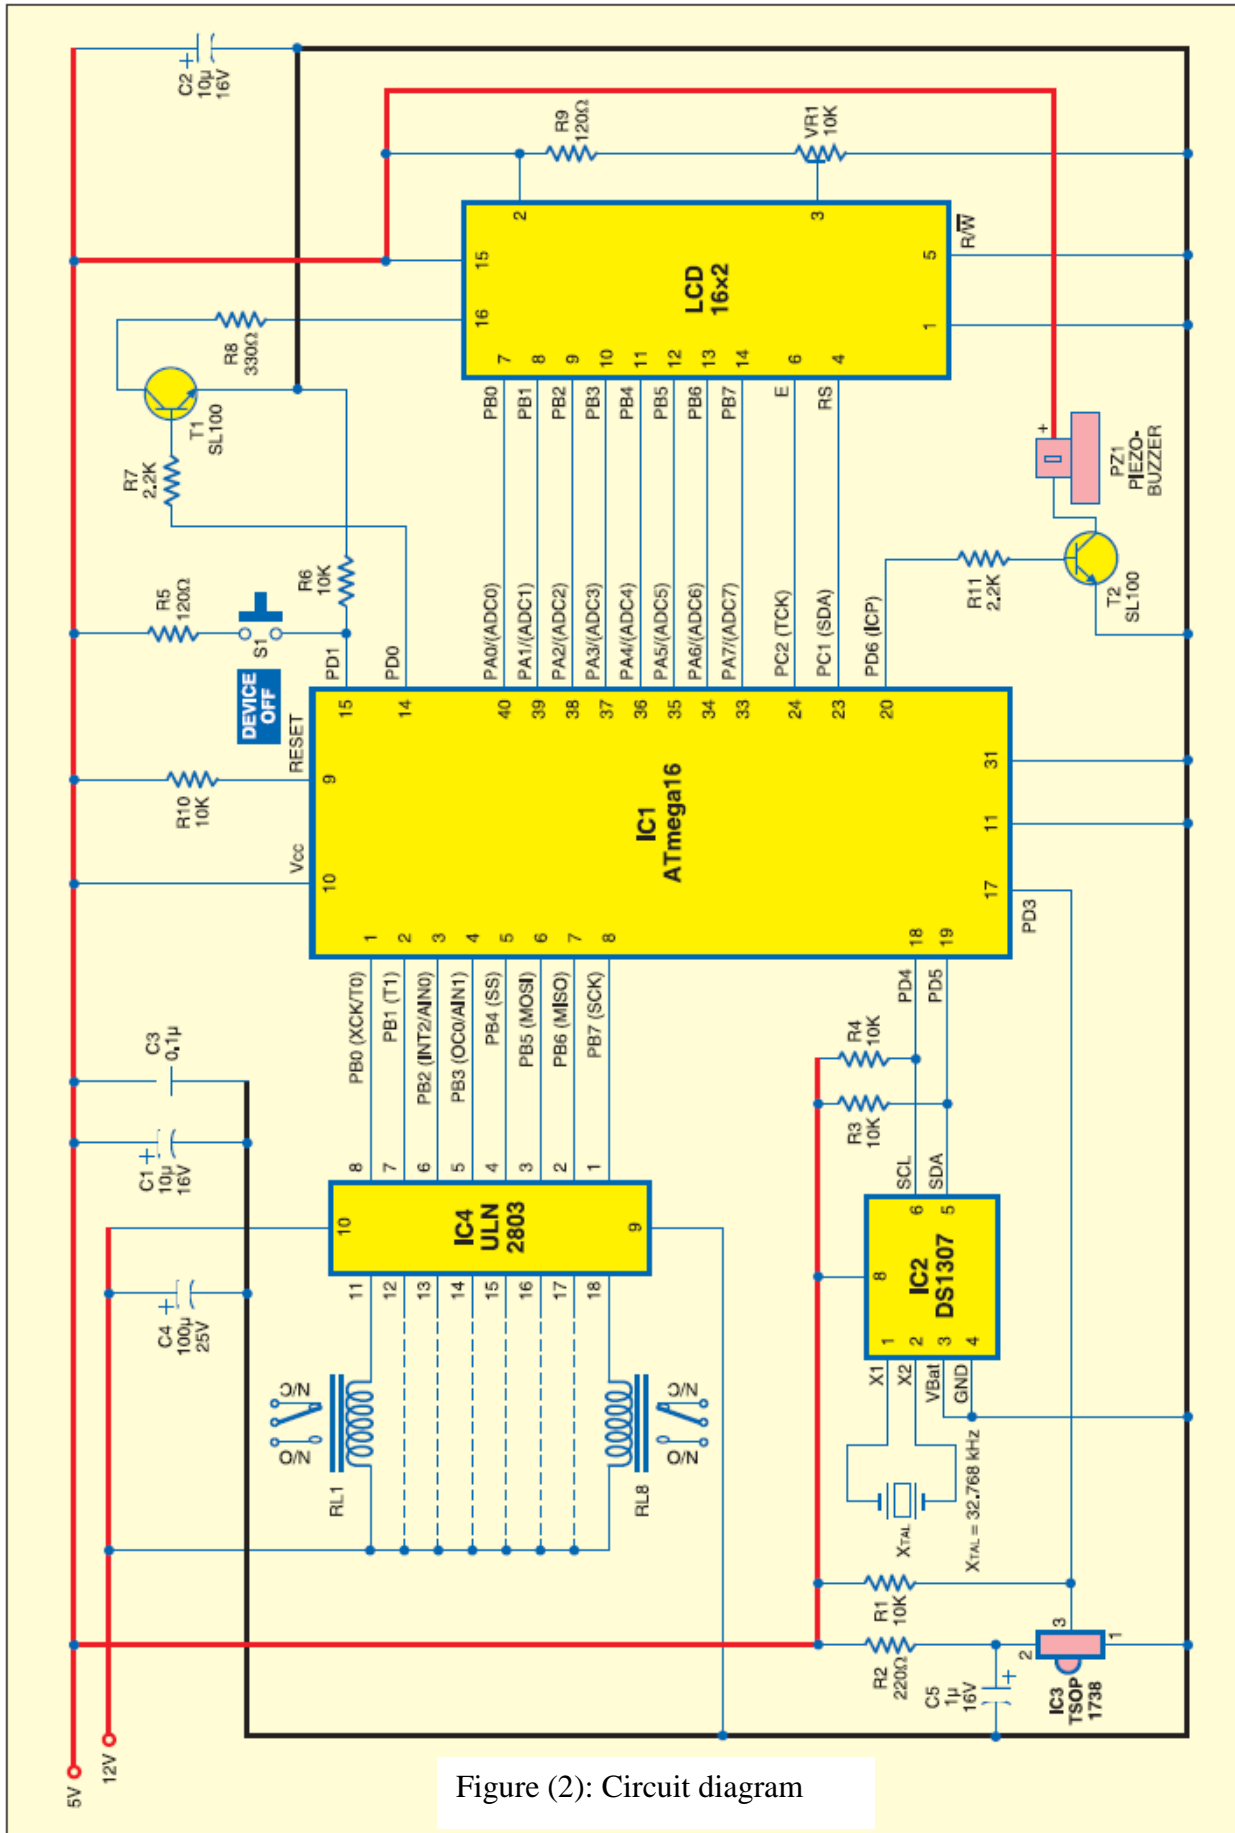 5V
12V
C2
10µ
16V
+
R9
120Ω
VR1
10K
2
3
15
16
LCD
16×2
5
R/W
1
R8
330Ω
T1
SL100
R7
2.2K
R6
10K
R5
120Ω
S1
DEVICE
OFF
PB0
7
PB1
8
PB2
9
PB3
10
PB4
11
PB5
12
PB6
13
PB7
14
E
6
RS
4
+
PZ1
PIEZO-
BUZZER
R11
2.2K
T2
SL100
PD1
15
PD0
14
PA0/(ADC0)
40
PA1/(ADC1)
39
PA2/(ADC2)
38
PA3/(ADC3)
37
PA4/(ADC4)
36
PA5/(ADC5)
35
PA6/(ADC6)
34
PA7/(ADC7)
33
PC2 (TCK)
24
PC1 (SDA)
23
PD6 (ICP)
20
R10
10K
RESET
9
Vcc
10
IC1
ATmega16
31
11
17
PD3
1
PB0 (XCK/T0)
2
PB1 (T1)
3
PB2 (INT2/AIN0)
4
PB3 (OC0/AIN1)
5
PB4 (SS)
6
PB5 (MOSI)
7
PB6 (MISO)
8
PB7 (SCK)
18
PD4
19
PD5
C3
0.1µ
C1
10µ
16V
+
C4
100µ
25V
+
8
7
6
5
4
3
2
1
10
IC4
ULN
2803
9
11
12
13
14
15
16
17
18
N/C
N/O
RL1
N/C
N/O
RL8
R4
10K
R3
10K
SCL
SDA
6
5
8
IC2
DS1307
1
2
3
4
X1
X2
VBat
GND
XTAL
XTAL = 32.768 kHz
R1
10K
R2
220Ω
C5
1µ
16V
+
3
2
1
IC3
TSOP
1738
Figure (2): Circuit diagram